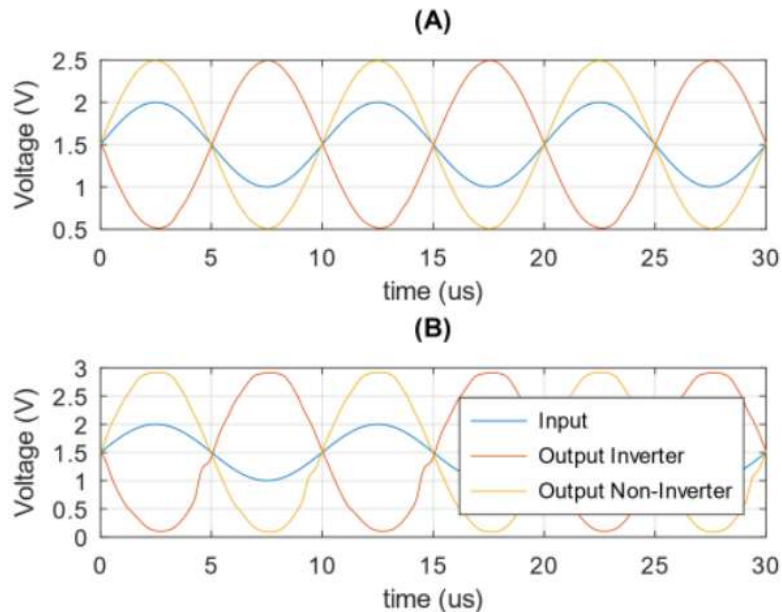 (A)
Voltage (V)
2.5
2
1.5
1
0.5
0 5 10 15 20 25 30
time (us)
(B)
Voltage (V)
3
2.5
2
1.5
1
0.5
0
Input
Output Inverter
Output Non-Inverter
0 5 10 15 20 25 30
time (us)